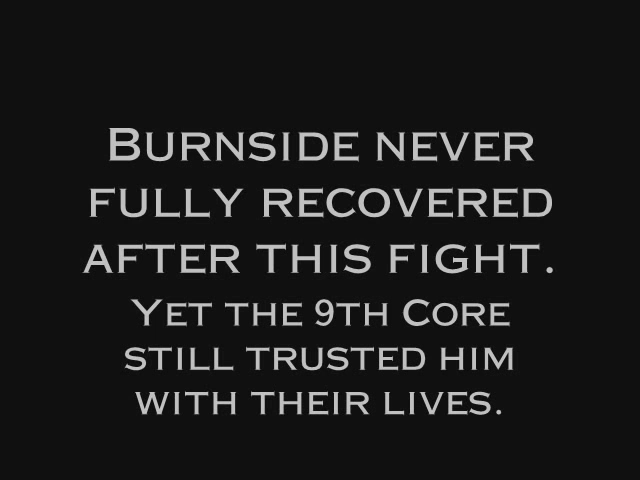 Burnside never
fully recovered
after this fight.
Yet the 9th Core
still trusted him
with their lives.